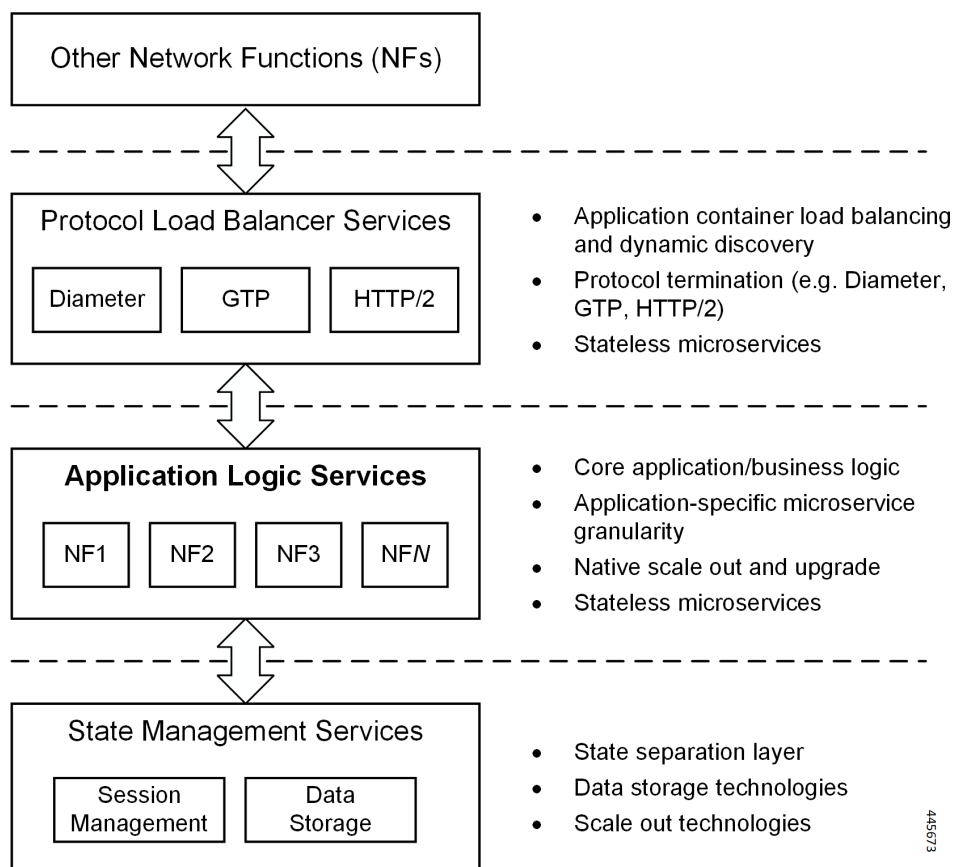 Other Network Functions (NFs)
Protocol Load Balancer Services
Diameter
GTP
HTTP/2
• Application container load balancing
and dynamic discovery
• Protocol termination (e.g. Diameter,
GTP, HTTP/2)
• Stateless microservices
Application Logic Services
NF1
NF2
NF3
NFN
• Core application/business logic
• Application-specific microservice
granularity
• Native scale out and upgrade
• Stateless microservices
State Management Services
Session
Management
Data
Storage
• State separation layer
• Data storage technologies
• Scale out technologies
445673